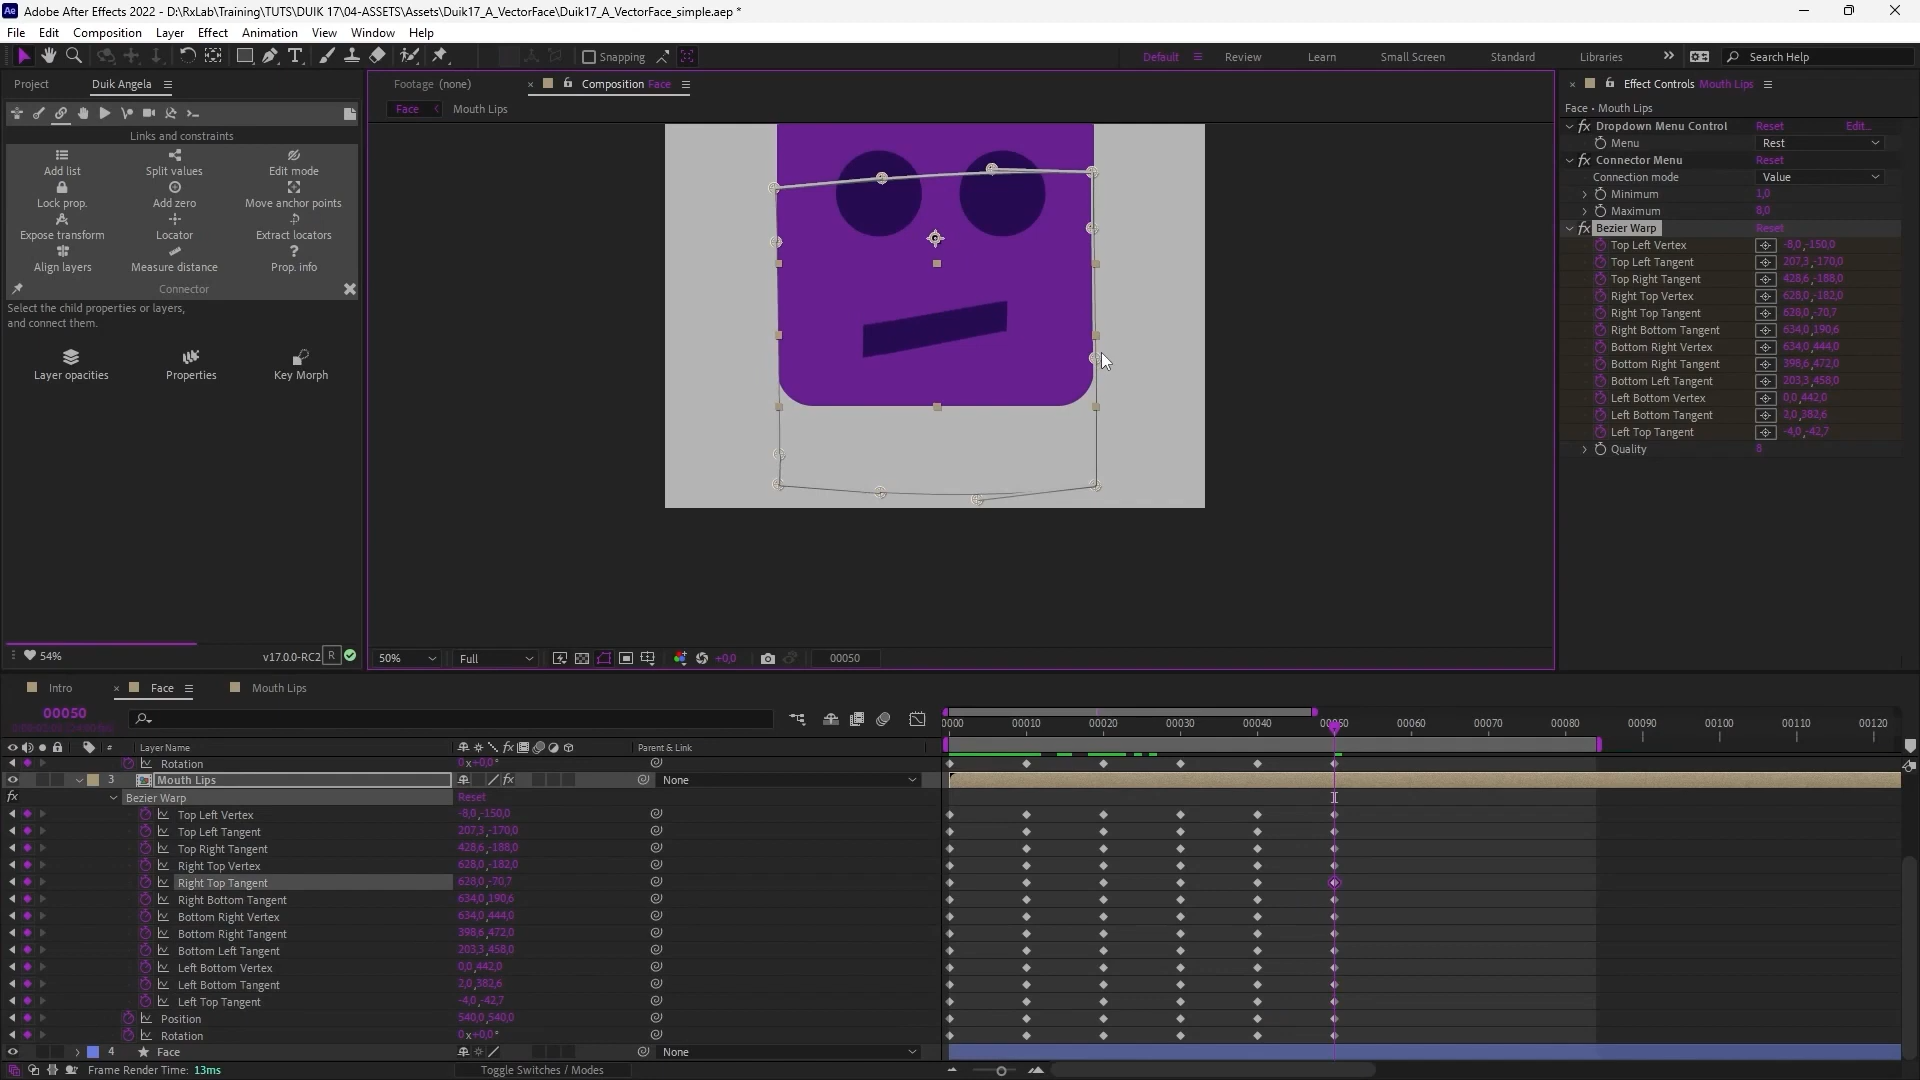 Adobe After Effects 2022 - D:\RxLab\Training\TUTS\DUIK 17\04-ASSETS\Assets\Duik17_A_VectorFace\Duik17_A_VectorFace_simple.aep *
File Edit Composition Layer Effect Animation View Window Help
Snapping Default Review Learn Small Screen Standard Libraries Search Help
Project Duik Angela
Footage (none) Composition Face
Effect Controls Mouth Lips
Face Mouth Lips
Face • Mouth Lips
Links and constraints
Add list Split values Edit mode
Lock prop. Add zero Move anchor points
Expose transform Locator Extract locators
Align layers Measure distance Prop. info
Connector
Select the child properties or layers,
and connect them.
Layer opacities Properties Key Morph
54% v17.0.0-RC2 R
50% Full +0,0 00050
fx Dropdown Menu Control Reset Edit...
Menu Rest
fx Connector Menu Reset
Connection mode Value
Minimum 1,0
Maximum 8,0
fx Bezier Warp Reset
Top Left Vertex -8,0,-150,0
Top Left Tangent 207,3,-170,0
Top Right Tangent 428,6,-188,0
Right Top Vertex 628,0,-182,0
Right Top Tangent 628,0,-70,7
Right Bottom Tangent 634,0,190,6
Bottom Right Vertex 634,0,444,0
Bottom Right Tangent 398,6,472,0
Bottom Left Tangent 203,3,458,0
Left Bottom Vertex 0,0,442,0
Left Bottom Tangent 2,0,382,6
Left Top Tangent -4,0,-42,7
Quality 8
Intro Face Mouth Lips
00050
0000 00010 00020 00030 00040 00050 00060 00070 00080 00090 00100 00110 00120
# Layer Name fx Parent & Link
Rotation 0x+0,0°
3 Mouth Lips fx None
fx Bezier Warp Reset
Top Left Vertex -8,0,-150,0
Top Left Tangent 207,3,-170,0
Top Right Tangent 428,6,-188,0
Right Top Vertex 628,0,-182,0
Right Top Tangent 628,0,-70,7
Right Bottom Tangent 634,0,190,6
Bottom Right Vertex 634,0,444,0
Bottom Right Tangent 398,6,472,0
Bottom Left Tangent 203,3,458,0
Left Bottom Vertex 0,0,442,0
Left Bottom Tangent 2,0,382,6
Left Top Tangent -4,0,-42,7
Position 540,0,540,0
Rotation 0x+0,0°
4 Face None
Frame Render Time: 13ms Toggle Switches / Modes